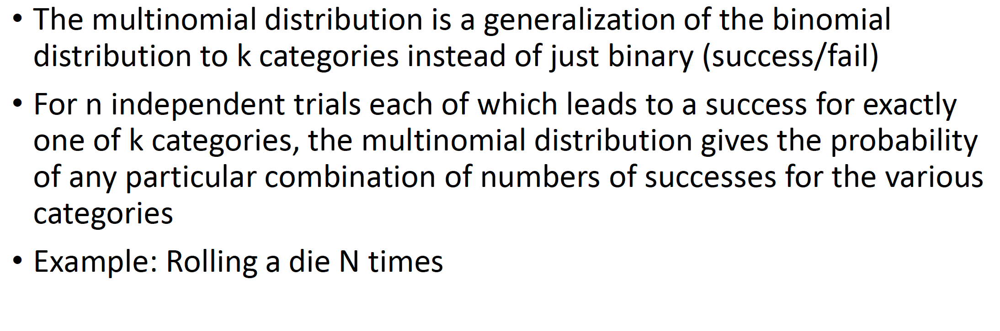 • The multinomial distribution is a generalization of the binomial
distribution to k categories instead of just binary (success/fail)
• For n independent trials each of which leads to a success for exactly
one of k categories, the multinomial distribution gives the probability
of any particular combination of numbers of successes for the various
categories
• Example: Rolling a die N times